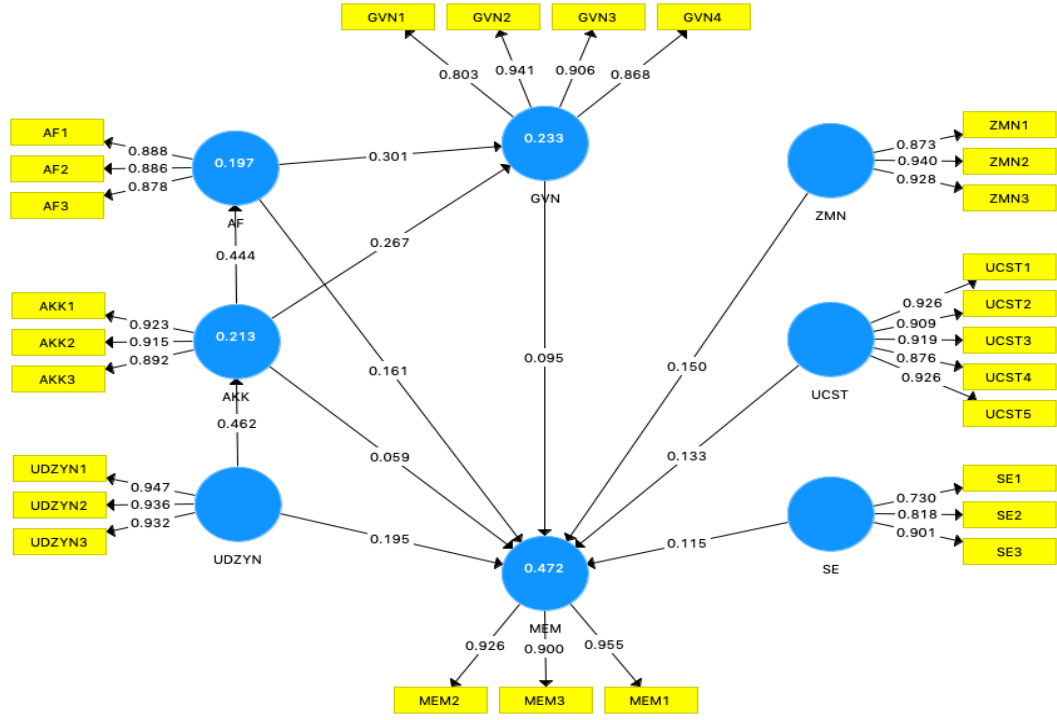 GVN1
GVN2
GVN3
GVN4
0.803
0.941
0.906
0.868
AF1
AF2
AF3
0.888
0.886
0.878
0.197
AF
0.301
0.233
GVN
ZMN
0.873
0.940
0.928
ZMN1
ZMN2
ZMN3
0.444
0.267
AKK1
AKK2
AKK3
0.923
0.915
0.892
0.213
AKK
0.161
0.095
0.150
UCST
0.926
0.909
0.919
0.876
0.926
UCST1
UCST2
UCST3
UCST4
UCST5
0.462
0.059
0.133
UDZYN1
UDZYN2
UDZYN3
0.947
0.936
0.932
UDZYN
0.195
0.472
MEM
0.115
SE
0.730
0.818
0.901
SE1
SE2
SE3
0.926
0.900
0.955
MEM2
MEM3
MEM1